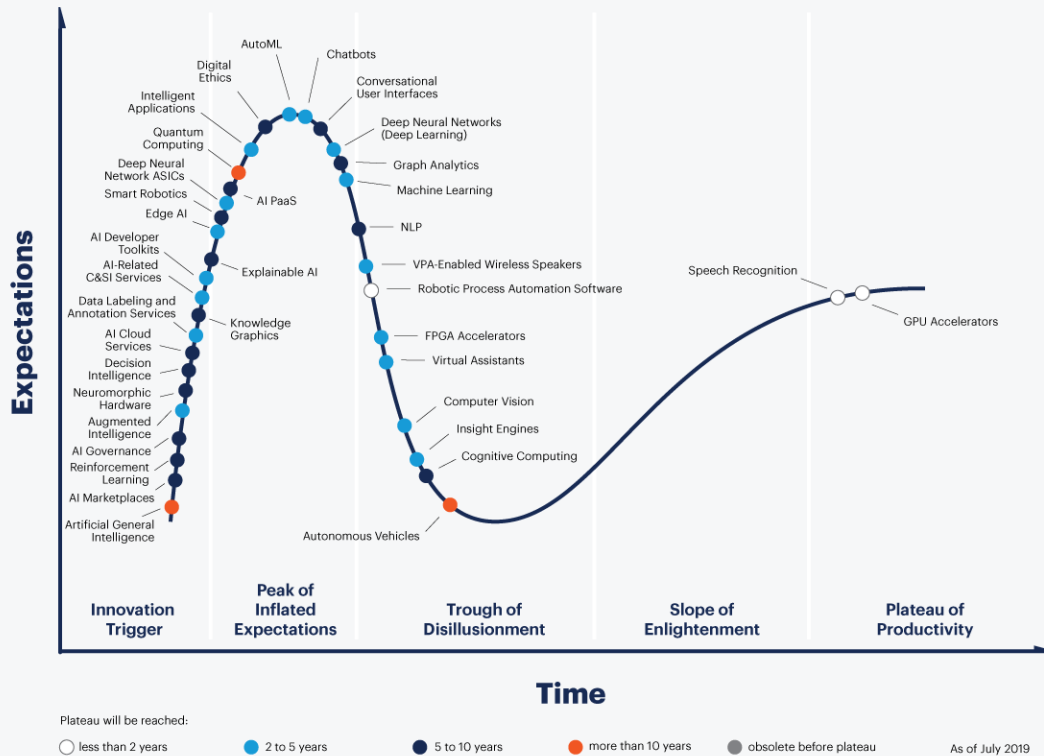 AutoML
Chatbots
Digital
Ethics
Conversational
User Interfaces
Intelligent
Applications
Deep Neural Networks
(Deep Learning)
Quantum
Computing
Graph Analytics
Deep Neural
Network ASICs
Machine Learning
Smart Robotics
AI PaaS
Edge AI
NLP
AI Developer
Toolkits
Explainable AI
VPA-Enabled Wireless Speakers
AI-Related
C&SI Services
Robotic Process Automation Software
Speech Recognition
Data Labeling and
Annotation Services
Knowledge
Graphics
GPU Accelerators
AI Cloud
Services
FPGA Accelerators
Decision
Intelligence
Virtual Assistants
Neuromorphic
Hardware
Computer Vision
Augmented
Intelligence
Insight Engines
AI Governance
Cognitive Computing
Reinforcement
Learning
AI Marketplaces
Artificial General
Intelligence
Autonomous Vehicles
Expectations
Innovation
Trigger
Peak of
Inflated
Expectations
Trough of
Disillusionment
Slope of
Enlightenment
Plateau of
Productivity
Time
Plateau will be reached:
less than 2 years
2 to 5 years
5 to 10 years
more than 10 years
obsolete before plateau
As of July 2019